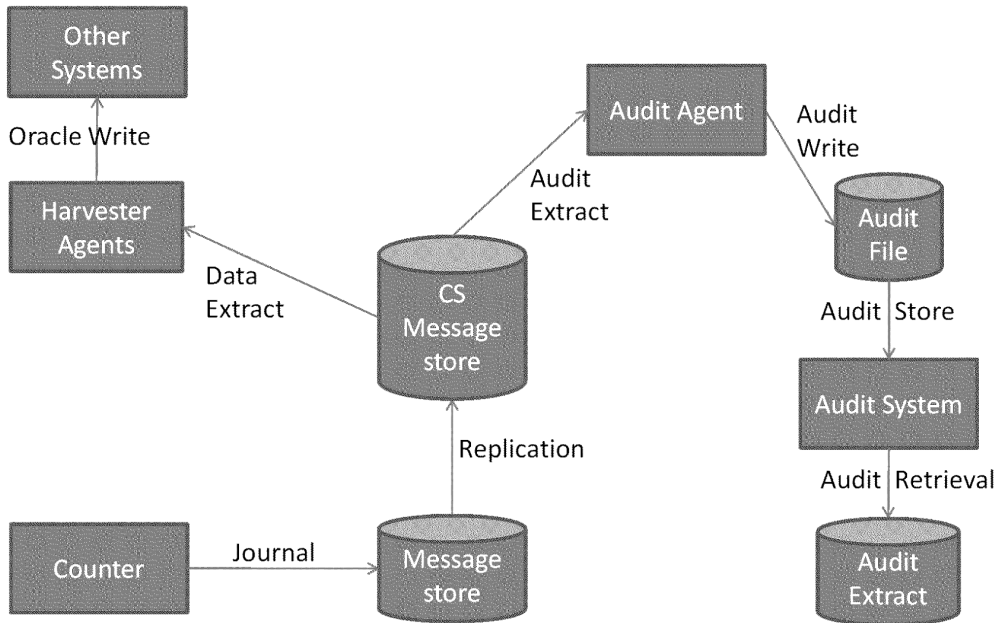 Other
Systems
Oracle Write
Harvester
Agents
Data
Extract
Audit Agent
Audit
Write
Audit
Extract
Audit
File
CS
Message
store
Audit Store
Audit System
Replication
Audit Retrieval
Counter
Journal
Message
store
Audit
Extract